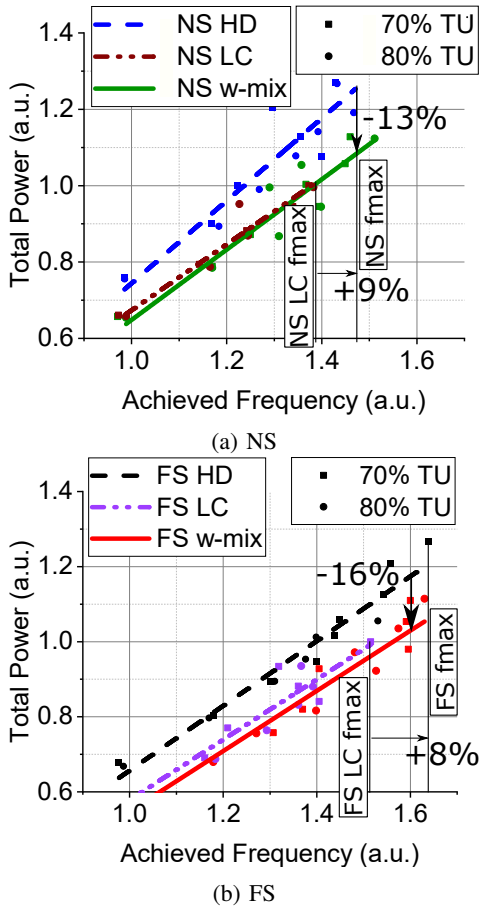 NS HD
NS LC
NS w-mix
70% TU
80% TU
Total Power (a.u.)
1.4
1.2
1.0
0.8
0.6
-13%
NS LC fmax
NS fmax
+9%
1.0 1.2 1.4 1.6
Achieved Frequency (a.u.)
(a) NS
FS HD
FS LC
FS w-mix
70% TU
80% TU
Total Power (a.u.)
1.4
1.2
1.0
0.8
0.6
-16%
FS LC fmax
FS fmax
+8%
1.0 1.2 1.4 1.6
Achieved Frequency (a.u.)
(b) FS